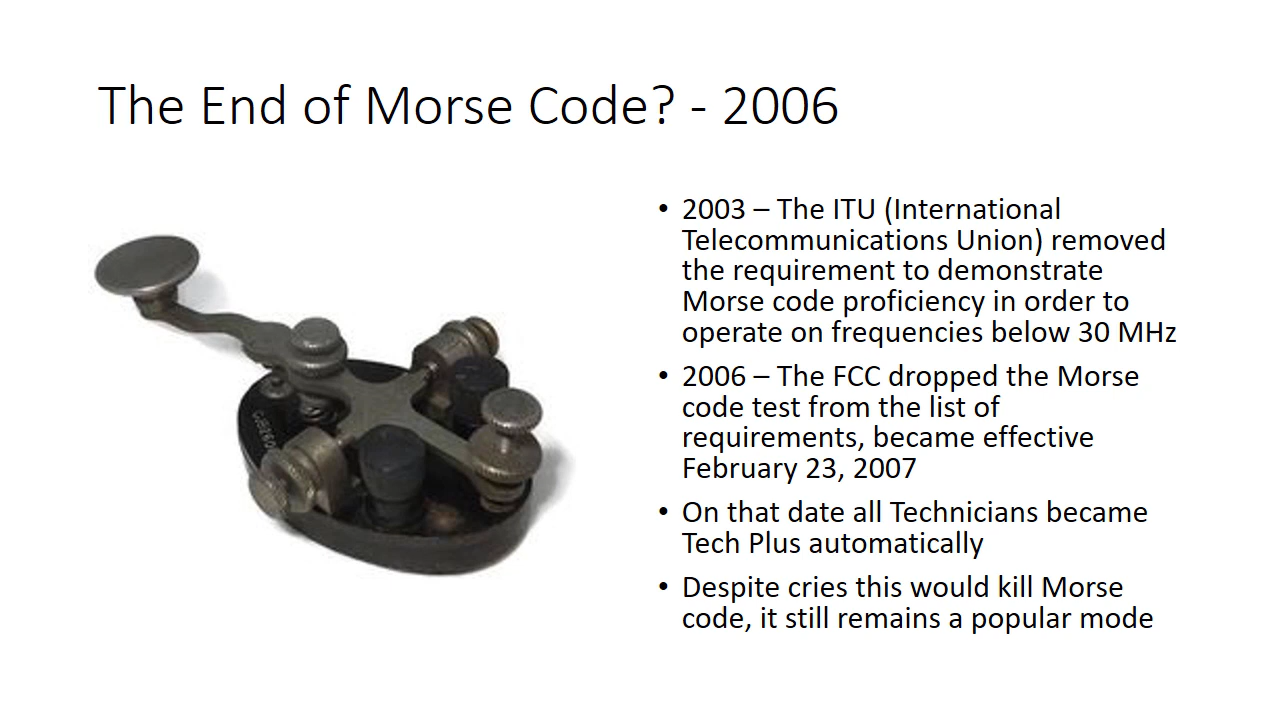 The End of Morse Code? - 2006
• 2003 – The ITU (International
Telecommunications Union) removed
the requirement to demonstrate
Morse code proficiency in order to
operate on frequencies below 30 MHz
• 2006 – The FCC dropped the Morse
code test from the list of
requirements, became effective
February 23, 2007
• On that date all Technicians became
Tech Plus automatically
• Despite cries this would kill Morse
code, it still remains a popular mode